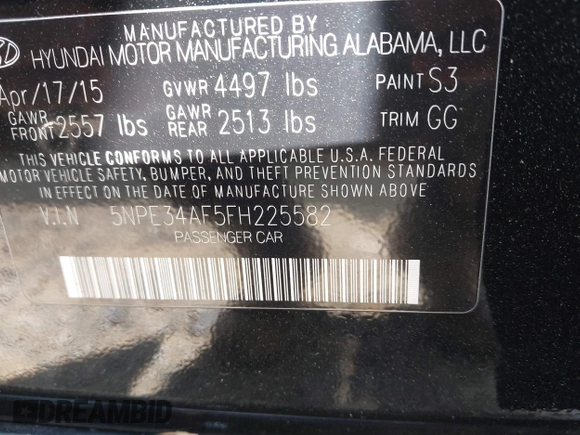 MANUFACTURED BY
HYUNDAI MOTOR MANUFACTURING ALABAMA, LLC
Apr/17/15 GVWR 4497 lbs PAINT S3
GAWR FRONT 2557 lbs GAWR REAR 2513 lbs TRIM GG
THIS VEHICLE CONFORMS TO ALL APPLICABLE U.S.A. FEDERAL
MOTOR VEHICLE SAFETY, BUMPER, AND THEFT PREVENTION STANDARDS
IN EFFECT ON THE DATE OF MANUFACTURE SHOWN ABOVE
V.I.N 5NPE34AF5FH225582
PASSENGER CAR
DREAMBID